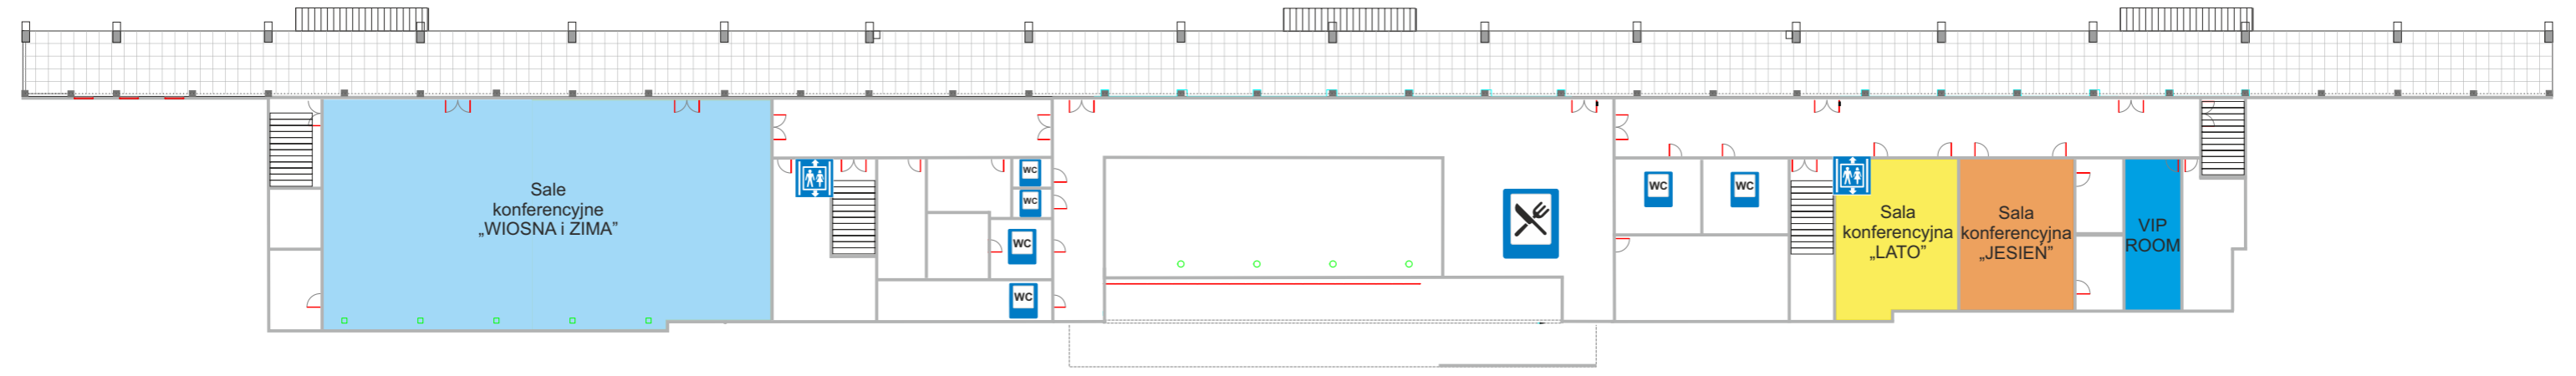 Sale
konferencyjne
„WIOSNA i ZIMA”
WC
WC
WC
WC
WC
WC
Sala
konferencyjna
„LATO”
Sala
konferencyjna
„JESIEŃ”
VIP
ROOM